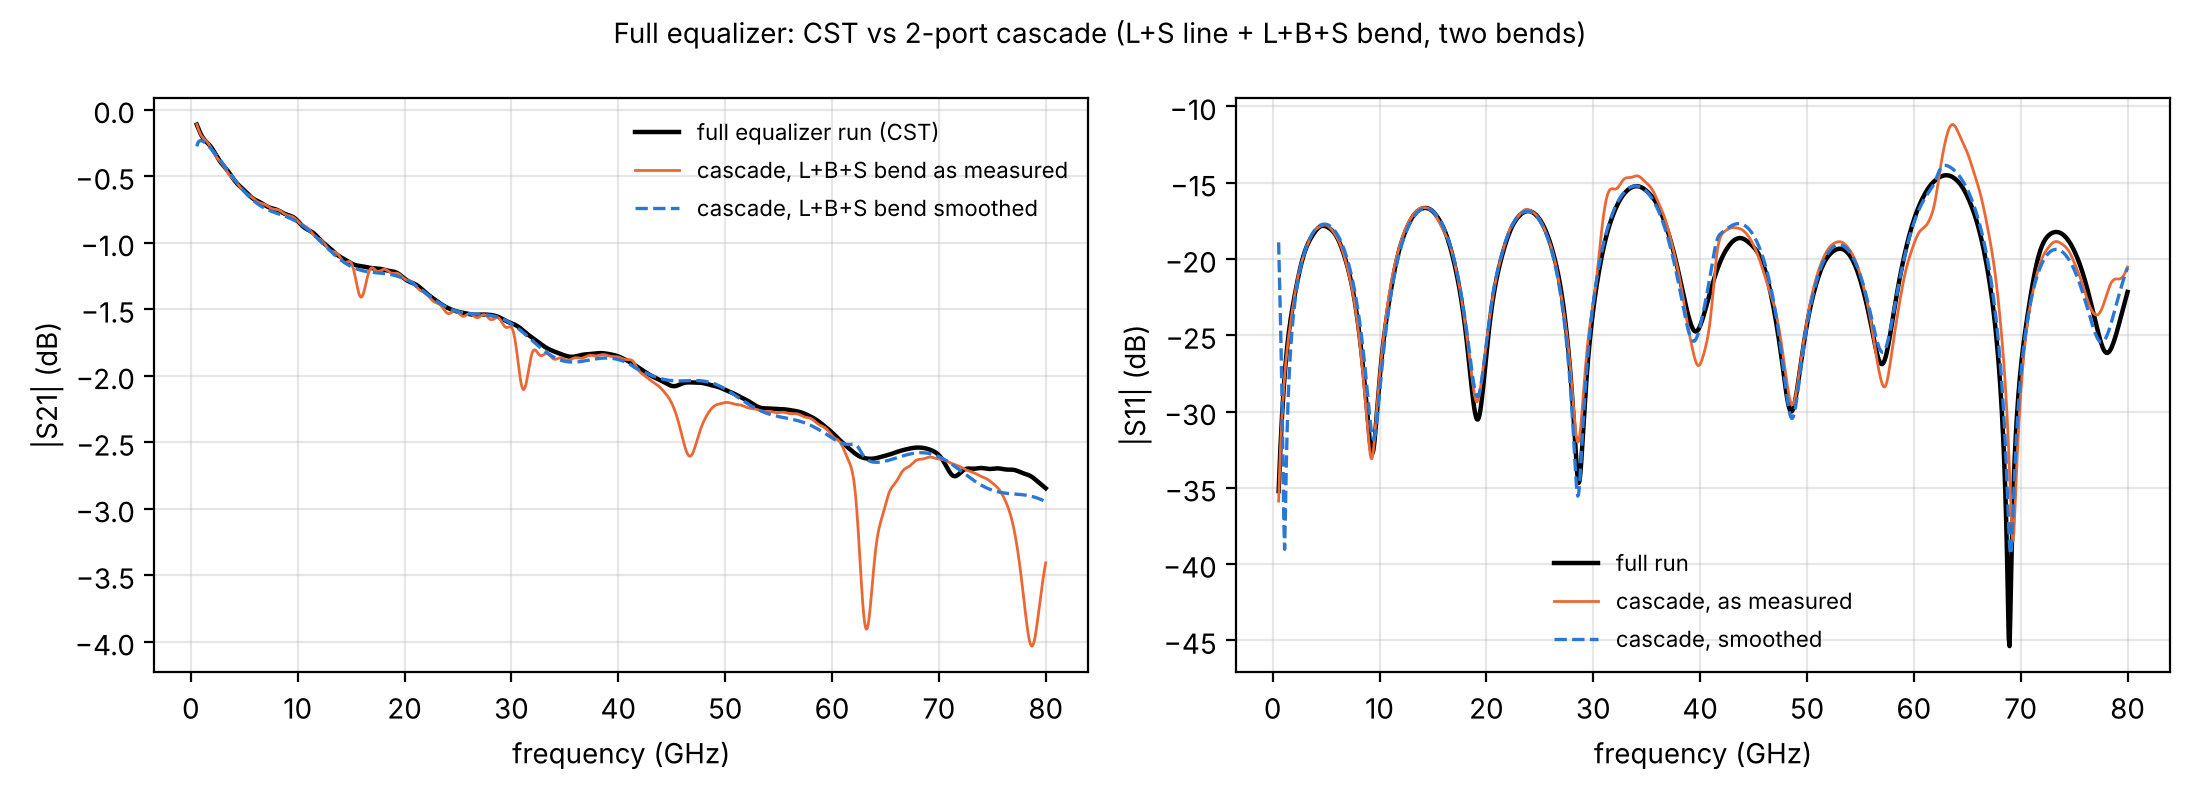 Full equalizer: CST vs 2-port cascade (L+S line + L+B+S bend, two bends)
|S21| (dB)
0.0
−0.5
−1.0
−1.5
−2.0
−2.5
−3.0
−3.5
−4.0
full equalizer run (CST)
cascade, L+B+S bend as measured
cascade, L+B+S bend smoothed
0 10 20 30 40 50 60 70 80
frequency (GHz)
|S11| (dB)
−10
−15
−20
−25
−30
−35
−40
−45
full run
cascade, as measured
cascade, smoothed
0 10 20 30 40 50 60 70 80
frequency (GHz)